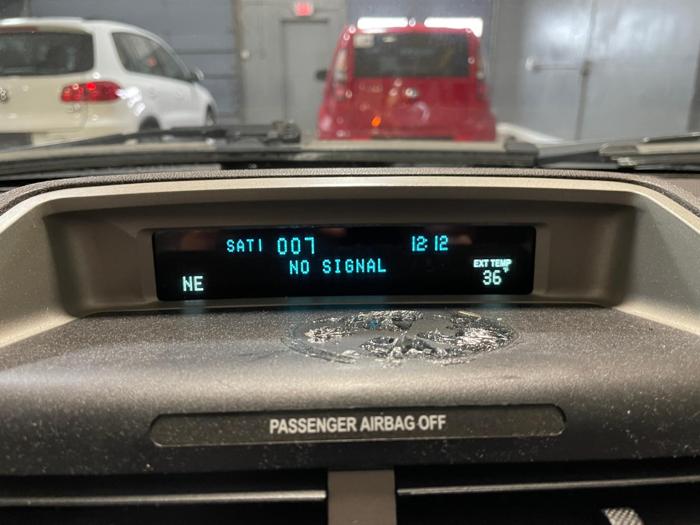 SAT1 007 12:12
NO SIGNAL
NE
EXT TEMP
36°F
PASSENGER AIRBAG OFF